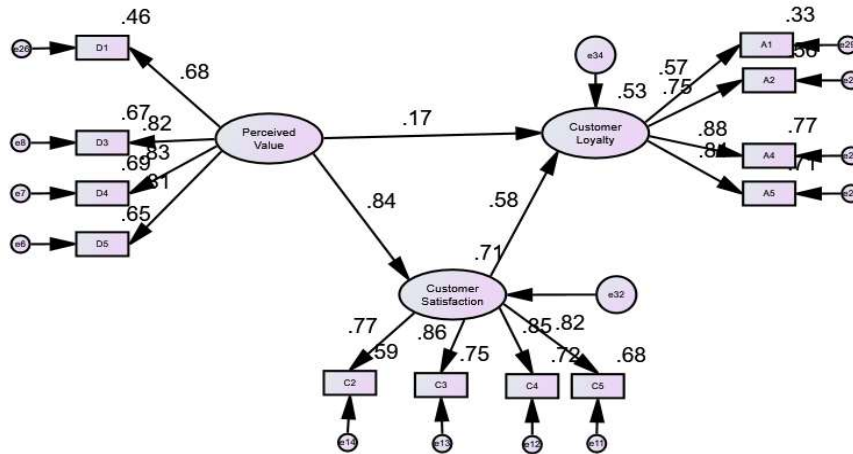 .46
e26
D1
.68
e34
.33
A1
.57
A2
.75
.53
Customer
Loyalty
.67
.82
e8
D3
Perceived
Value
.17
.88
.77
A4
.69
.83
e7
D4
A5
.65
e6
D5
.84
.58
.71
Customer
Satisfaction
e32
.77
.59
.86
.75
.85
.72
.82
.68
C2
C3
C4
C5
e14
e13
e12
e11